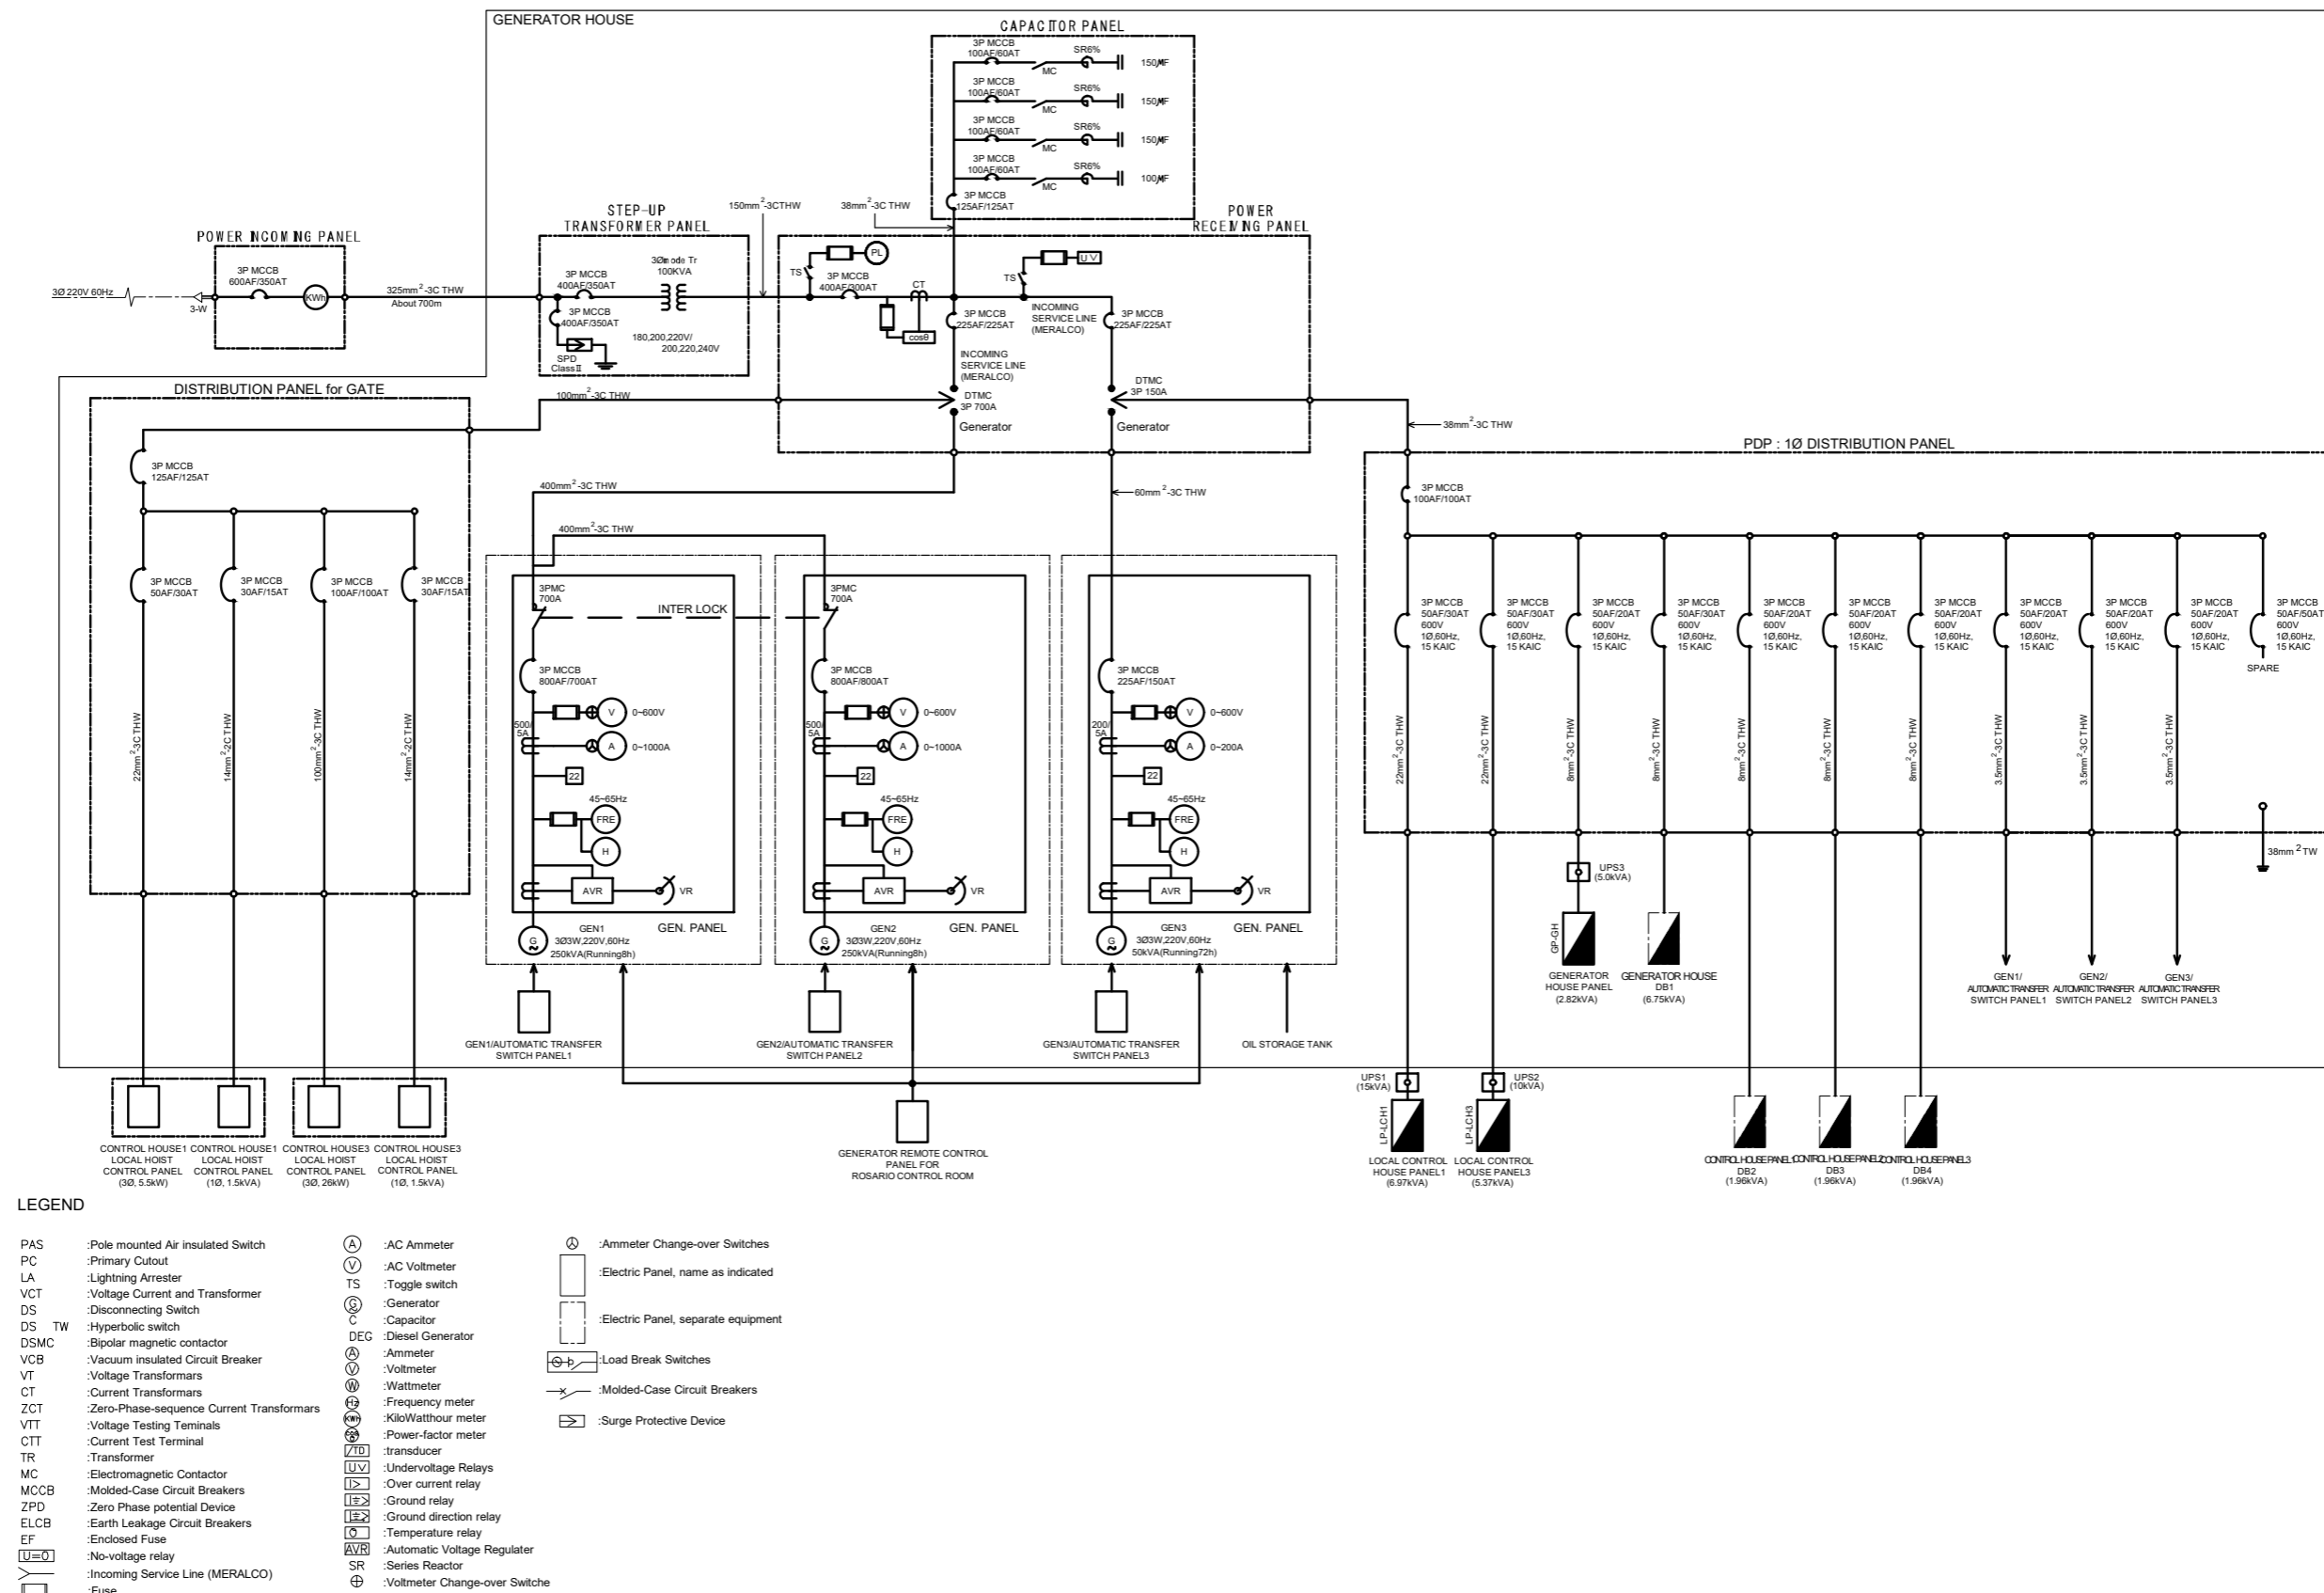 GENERATOR HOUSE
CAPACITOR PANEL
3P MCCB
100AF/60AT
MC
SR6%
150μF
3P MCCB
100AF/60AT
MC
SR6%
150μF
3P MCCB
100AF/60AT
MC
SR6%
150μF
3P MCCB
100AF/60AT
MC
SR6%
100μF
3P MCCB
125AF/125AT
POWER INCOMING PANEL
3P MCCB
600AF/350AT
3Ø 220V 60Hz
3-W
KWh
325mm²-3C THW
About 700m
STEP-UP
TRANSFORMER PANEL
3P MCCB
400AF/350AT
3Ømode Tr
100KVA
3P MCCB
400AF/350AT
180,200,220V/
200,220,240V
SPD
ClassⅡ
150mm²-3CTHW
38mm²-3C THW
POWER
RECEIVING PANEL
TS
PL
3P MCCB
400AF/300AT
CT
cosθ
TS
UV
INCOMING
SERVICE LINE
(MERALCO)
3P MCCB
225AF/225AT
3P MCCB
225AF/225AT
INCOMING
SERVICE LINE
(MERALCO)
DTMC
3P 700A
Generator
DTMC
3P 150A
Generator
100mm²-3C THW
38mm²-3C THW
400mm²-3C THW
60mm²-3C THW
400mm²-3C THW
DISTRIBUTION PANEL for GATE
3P MCCB
125AF/125AT
3P MCCB
50AF/30AT
3P MCCB
30AF/15AT
3P MCCB
100AF/100AT
3P MCCB
30AF/15AT
22mm²-3C THW
14mm²-2C THW
100mm²-3C THW
14mm²-2C THW
CONTROL HOUSE1
LOCAL HOIST
CONTROL PANEL
(3Ø, 5.5kW)
CONTROL HOUSE1
LOCAL HOIST
CONTROL PANEL
(1Ø, 1.5kVA)
CONTROL HOUSE3
LOCAL HOIST
CONTROL PANEL
(3Ø, 26kW)
CONTROL HOUSE3
LOCAL HOIST
CONTROL PANEL
(1Ø, 1.5kVA)
3PMC
700A
INTER LOCK
3P MCCB
800AF/700AT
500/
5A
V
0~600V
A
0~1000A
22
45~65Hz
FRE
H
AVR
VR
G
GEN1
3Ø3W,220V,60Hz
250kVA(Running8h)
GEN. PANEL
GEN1/AUTOMATIC TRANSFER
SWITCH PANEL1
3PMC
700A
3P MCCB
800AF/800AT
500/
5A
V
0~600V
A
0~1000A
22
45~65Hz
FRE
H
AVR
VR
G
GEN2
3Ø3W,220V,60Hz
250kVA(Running8h)
GEN. PANEL
GEN2/AUTOMATIC TRANSFER
SWITCH PANEL2
3P MCCB
225AF/150AT
200/
5A
V
0~600V
A
0~200A
22
45~65Hz
FRE
H
AVR
VR
G
GEN3
3Ø3W,220V,60Hz
50kVA(Running72h)
GEN. PANEL
GEN3/AUTOMATIC TRANSFER
SWITCH PANEL3
OIL STORAGE TANK
GENERATOR REMOTE CONTROL
PANEL FOR
ROSARIO CONTROL ROOM
PDP : 1Ø DISTRIBUTION PANEL
3P MCCB
100AF/100AT
3P MCCB
50AF/30AT
600V
1Ø,60Hz,
15 KAIC
3P MCCB
50AF/30AT
600V
1Ø,60Hz,
15 KAIC
3P MCCB
50AF/20AT
600V
1Ø,60Hz,
15 KAIC
3P MCCB
50AF/20AT
600V
1Ø,60Hz,
15 KAIC
3P MCCB
50AF/20AT
600V
1Ø,60Hz,
15 KAIC
3P MCCB
50AF/20AT
600V
1Ø,60Hz,
15 KAIC
3P MCCB
50AF/20AT
600V
1Ø,60Hz,
15 KAIC
3P MCCB
50AF/20AT
600V
1Ø,60Hz,
15 KAIC
3P MCCB
50AF/20AT
600V
1Ø,60Hz,
15 KAIC
3P MCCB
50AF/20AT
600V
1Ø,60Hz,
15 KAIC
3P MCCB
50AF/50AT
600V
1Ø,60Hz,
15 KAIC
SPARE
22mm²-3C THW
22mm²-3C THW
8mm²-3C THW
8mm²-3C THW
8mm²-3C THW
8mm²-3C THW
8mm²-3C THW
3.5mm²-3C THW
3.5mm²-3C THW
3.5mm²-3C THW
38mm² TW
UPS3
(5.0kVA)
GP-GH
GENERATOR
HOUSE PANEL
(2.82kVA)
GENERATOR HOUSE
DB1
(6.75kVA)
GEN1/
AUTOMATIC TRANSFER
SWITCH PANEL1
GEN2/
AUTOMATIC TRANSFER
SWITCH PANEL2
GEN3/
AUTOMATIC TRANSFER
SWITCH PANEL3
UPS1
(15kVA)
LP-LCH1
LOCAL CONTROL
HOUSE PANEL1
(6.97kVA)
UPS2
(10kVA)
LP-LCH3
LOCAL CONTROL
HOUSE PANEL3
(5.37kVA)
CONTROL HOUSE PANEL1
DB2
(1.96kVA)
CONTROL HOUSE PANEL2
DB3
(1.96kVA)
CONTROL HOUSE PANEL3
DB4
(1.96kVA)
LEGEND
PAS :Pole mounted Air insulated Switch
PC :Primary Cutout
LA :Lightning Arrester
VCT :Voltage Current and Transformer
DS :Disconnecting Switch
DS TW :Hyperbolic switch
DSMC :Bipolar magnetic contactor
VCB :Vacuum insulated Circuit Breaker
VT :Voltage Transformars
CT :Current Transformars
ZCT :Zero-Phase-sequence Current Transformars
VTT :Voltage Testing Teminals
CTT :Current Test Terminal
TR :Transformer
MC :Electromagnetic Contactor
MCCB :Molded-Case Circuit Breakers
ZPD :Zero Phase potential Device
ELCB :Earth Leakage Circuit Breakers
EF :Enclosed Fuse
U=0 :No-voltage relay
:Incoming Service Line (MERALCO)
:Fuse
A :AC Ammeter
V :AC Voltmeter
TS :Toggle switch
G :Generator
C :Capacitor
DEG :Diesel Generator
A :Ammeter
V :Voltmeter
W :Wattmeter
Hz :Frequency meter
KWh :KiloWatthour meter
:Power-factor meter
/TD :transducer
UV :Undervoltage Relays
I> :Over current relay
:Ground relay
:Ground direction relay
:Temperature relay
AVR :Automatic Voltage Regulater
SR :Series Reactor
:Voltmeter Change-over Switche
:Ammeter Change-over Switches
:Electric Panel, name as indicated
:Electric Panel, separate equipment
:Load Break Switches
:Molded-Case Circuit Breakers
:Surge Protective Device